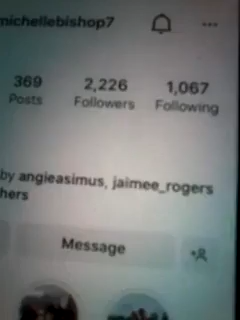 michellebishop7
369 2,226 1,067
Posts Followers Following
by angieasimus, jaimee_rogers
hers
Message